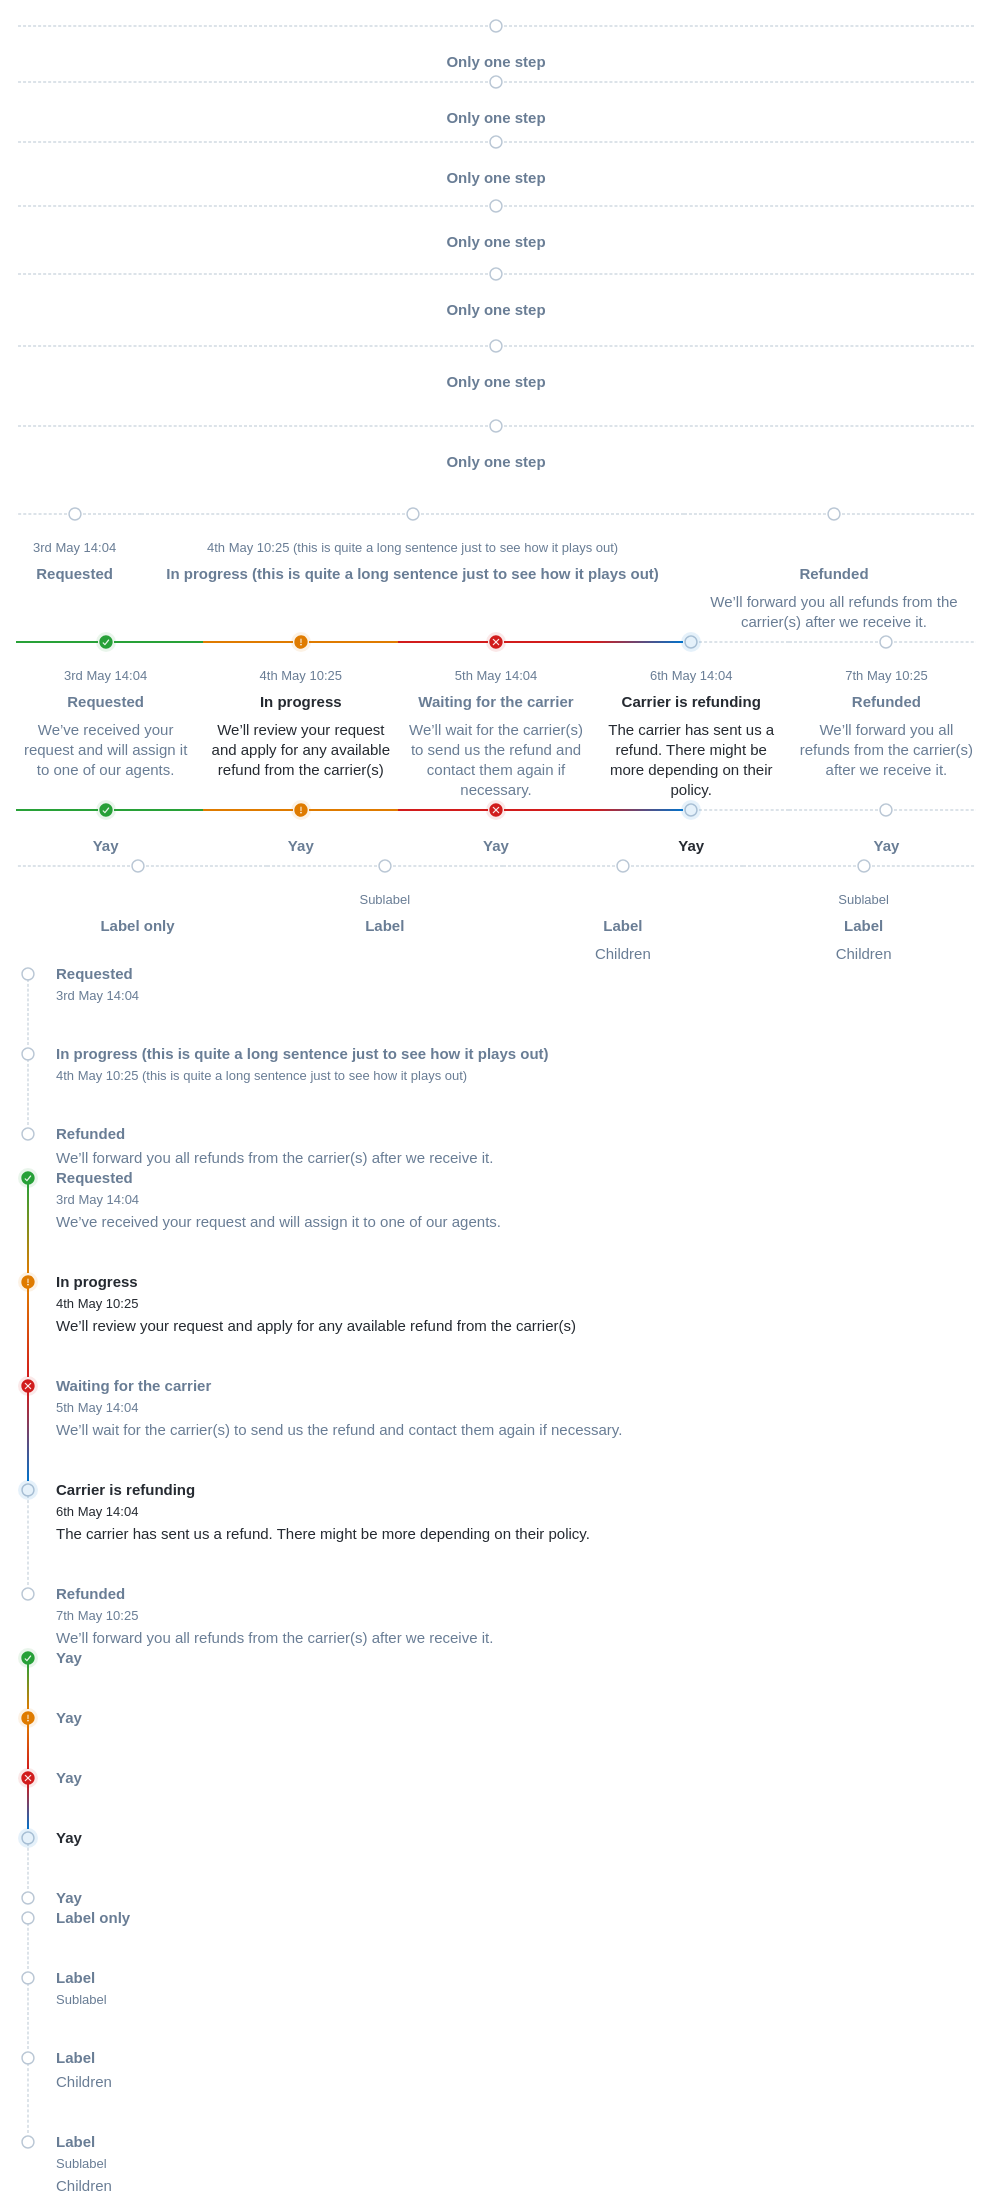 Only one step
Only one step
Only one step
Only one step
Only one step
Only one step
Only one step
3rd May 14:04
4th May 10:25 (this is quite a long sentence just to see how it plays out)
Requested
In progress (this is quite a long sentence just to see how it plays out)
Refunded
We’ll forward you all refunds from the
carrier(s) after we receive it.
3rd May 14:04
Requested
We’ve received your
request and will assign it
to one of our agents.
4th May 10:25
In progress
We’ll review your request
and apply for any available
refund from the carrier(s)
5th May 14:04
Waiting for the carrier
We’ll wait for the carrier(s)
to send us the refund and
contact them again if
necessary.
6th May 14:04
Carrier is refunding
The carrier has sent us a
refund. There might be
more depending on their
policy.
7th May 10:25
Refunded
We’ll forward you all
refunds from the carrier(s)
after we receive it.
Yay
Yay
Yay
Yay
Yay
Label only
Sublabel
Label
Label
Children
Sublabel
Label
Children
Requested
3rd May 14:04
In progress (this is quite a long sentence just to see how it plays out)
4th May 10:25 (this is quite a long sentence just to see how it plays out)
Refunded
We’ll forward you all refunds from the carrier(s) after we receive it.
Requested
3rd May 14:04
We’ve received your request and will assign it to one of our agents.
In progress
4th May 10:25
We’ll review your request and apply for any available refund from the carrier(s)
Waiting for the carrier
5th May 14:04
We’ll wait for the carrier(s) to send us the refund and contact them again if necessary.
Carrier is refunding
6th May 14:04
The carrier has sent us a refund. There might be more depending on their policy.
Refunded
7th May 10:25
We’ll forward you all refunds from the carrier(s) after we receive it.
Yay
Yay
Yay
Yay
Yay
Label only
Label
Sublabel
Label
Children
Label
Sublabel
Children